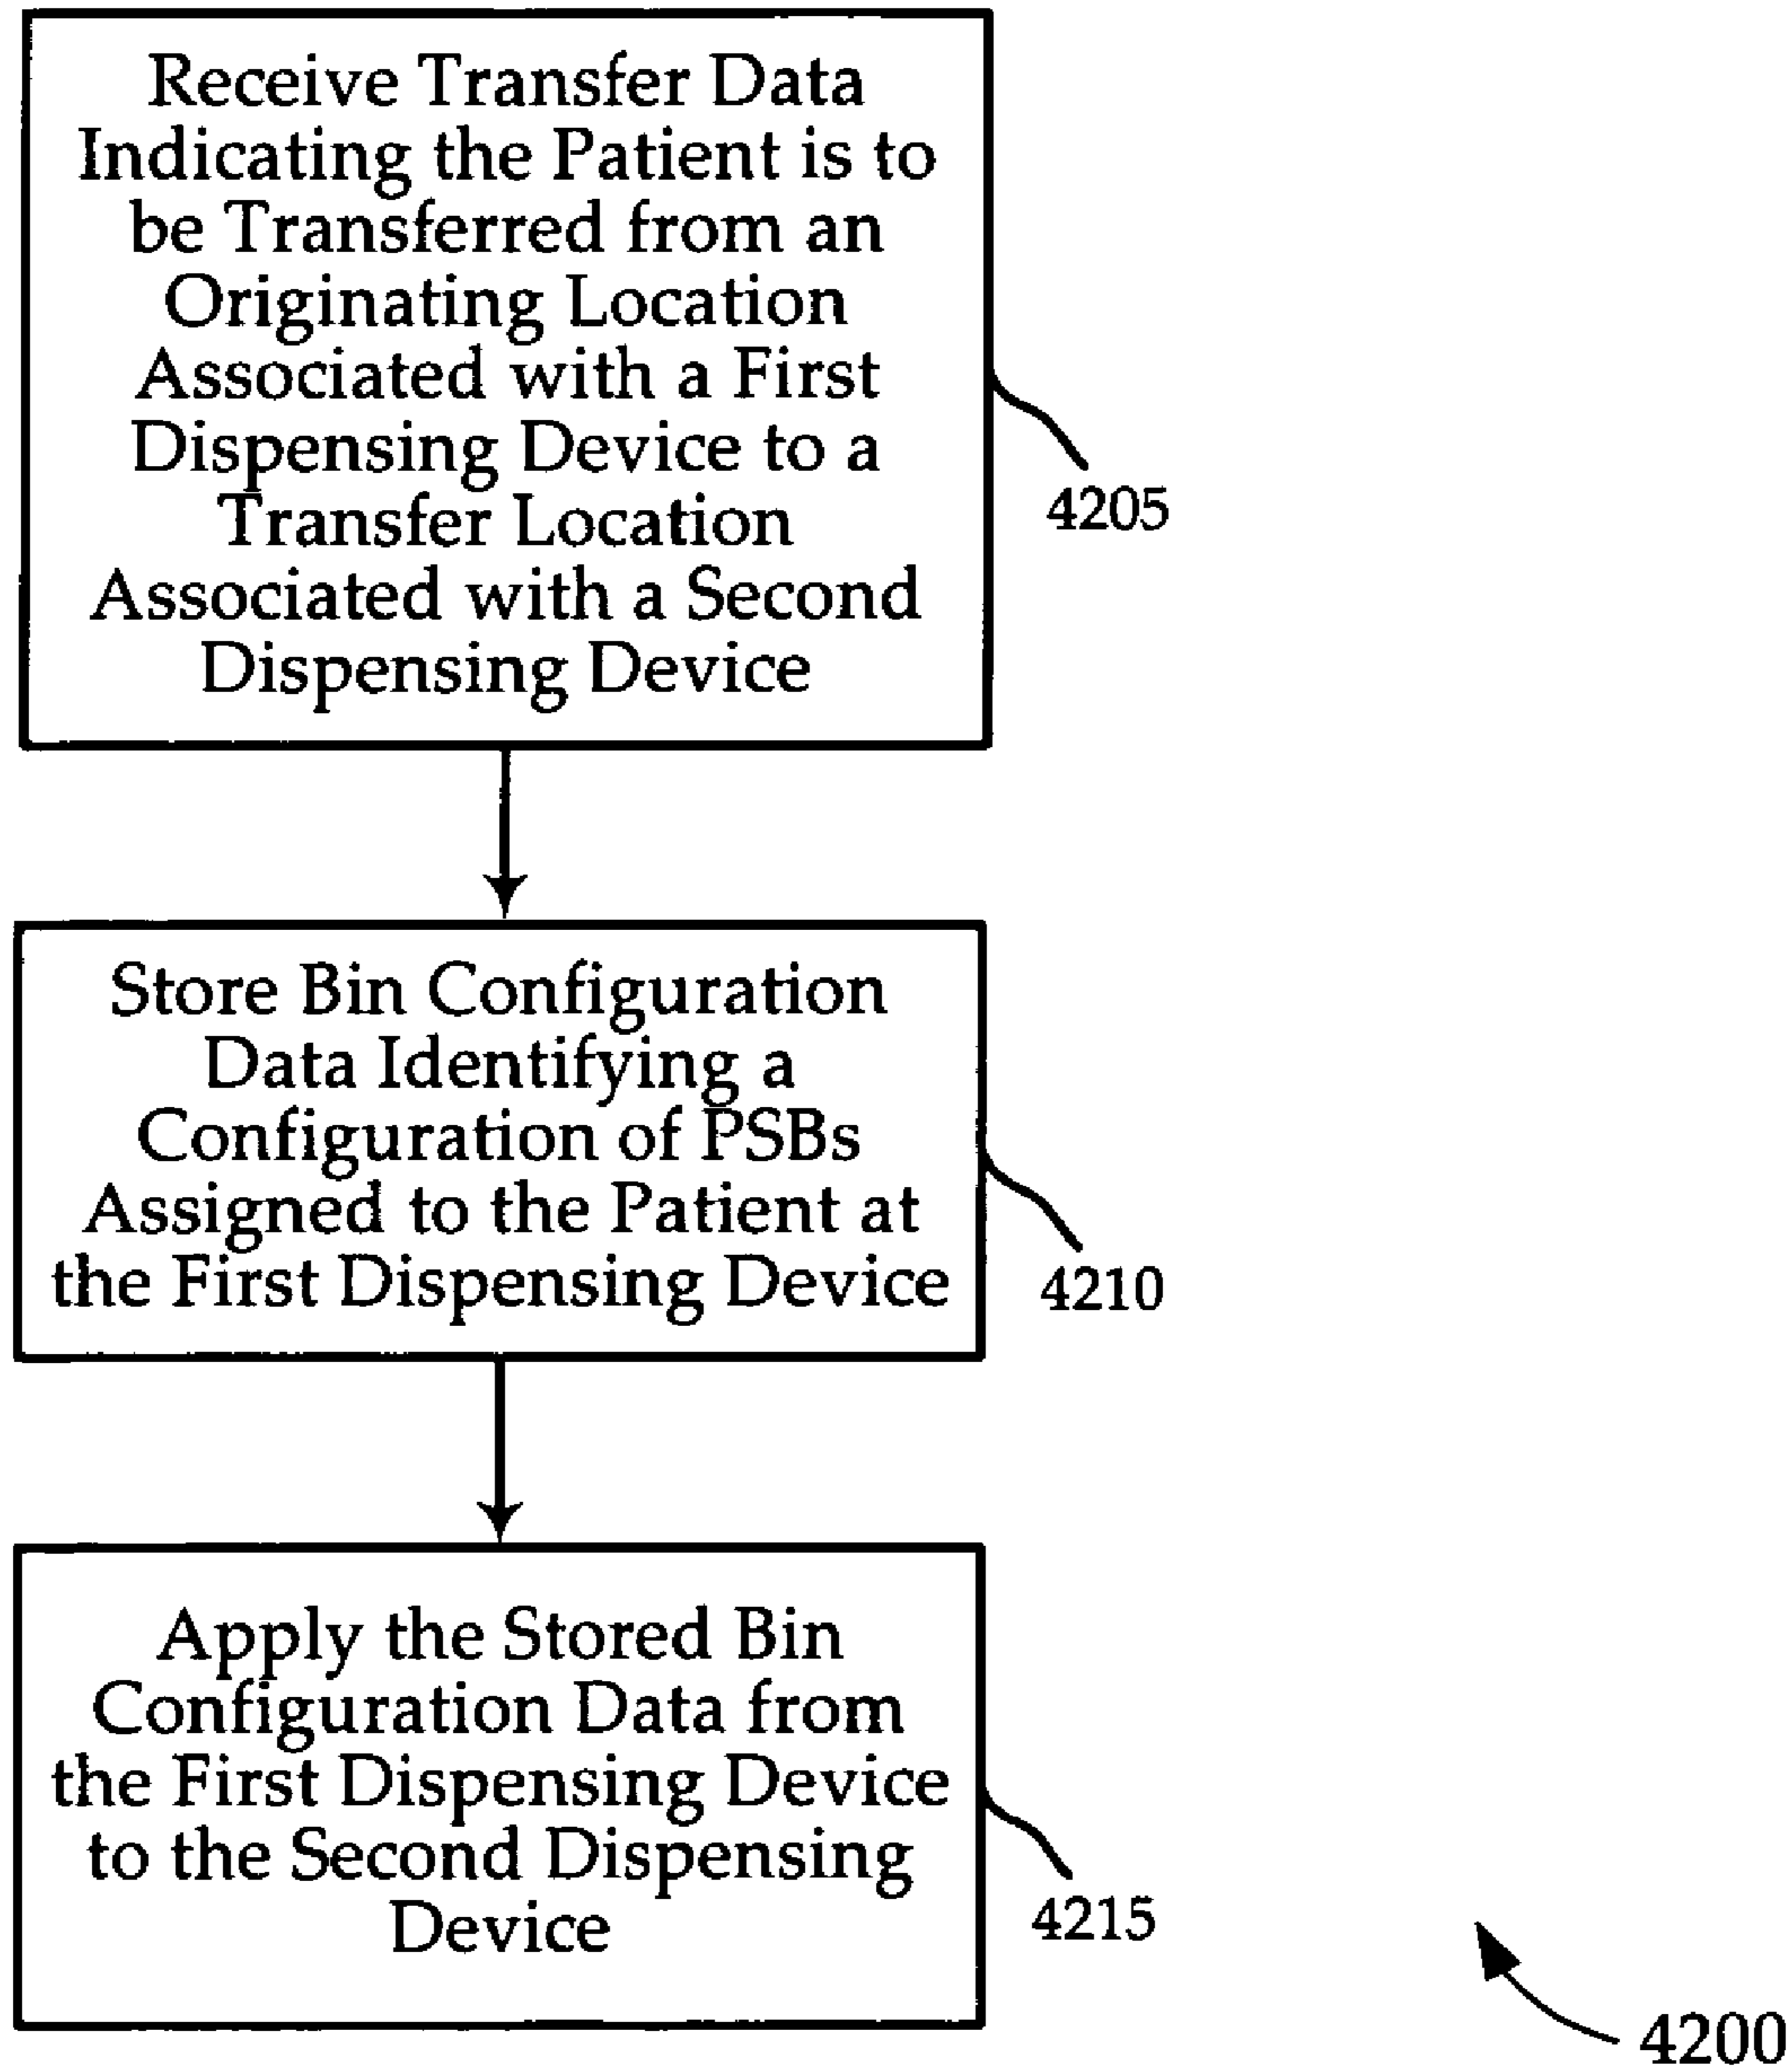 Receive Transfer Data
Indicating the Patient is to
be Transferred from an
Originating Location
Associated with a First
Dispensing Device to a
Transfer Location
Associated with a Second
Dispensing Device
4205
Store Bin Configuration
Data Identifying a
Configuration of PSBs
Assigned to the Patient at
the First Dispensing Device
4210
Apply the Stored Bin
Configuration Data from
the First Dispensing Device
to the Second Dispensing
Device
4215
4200